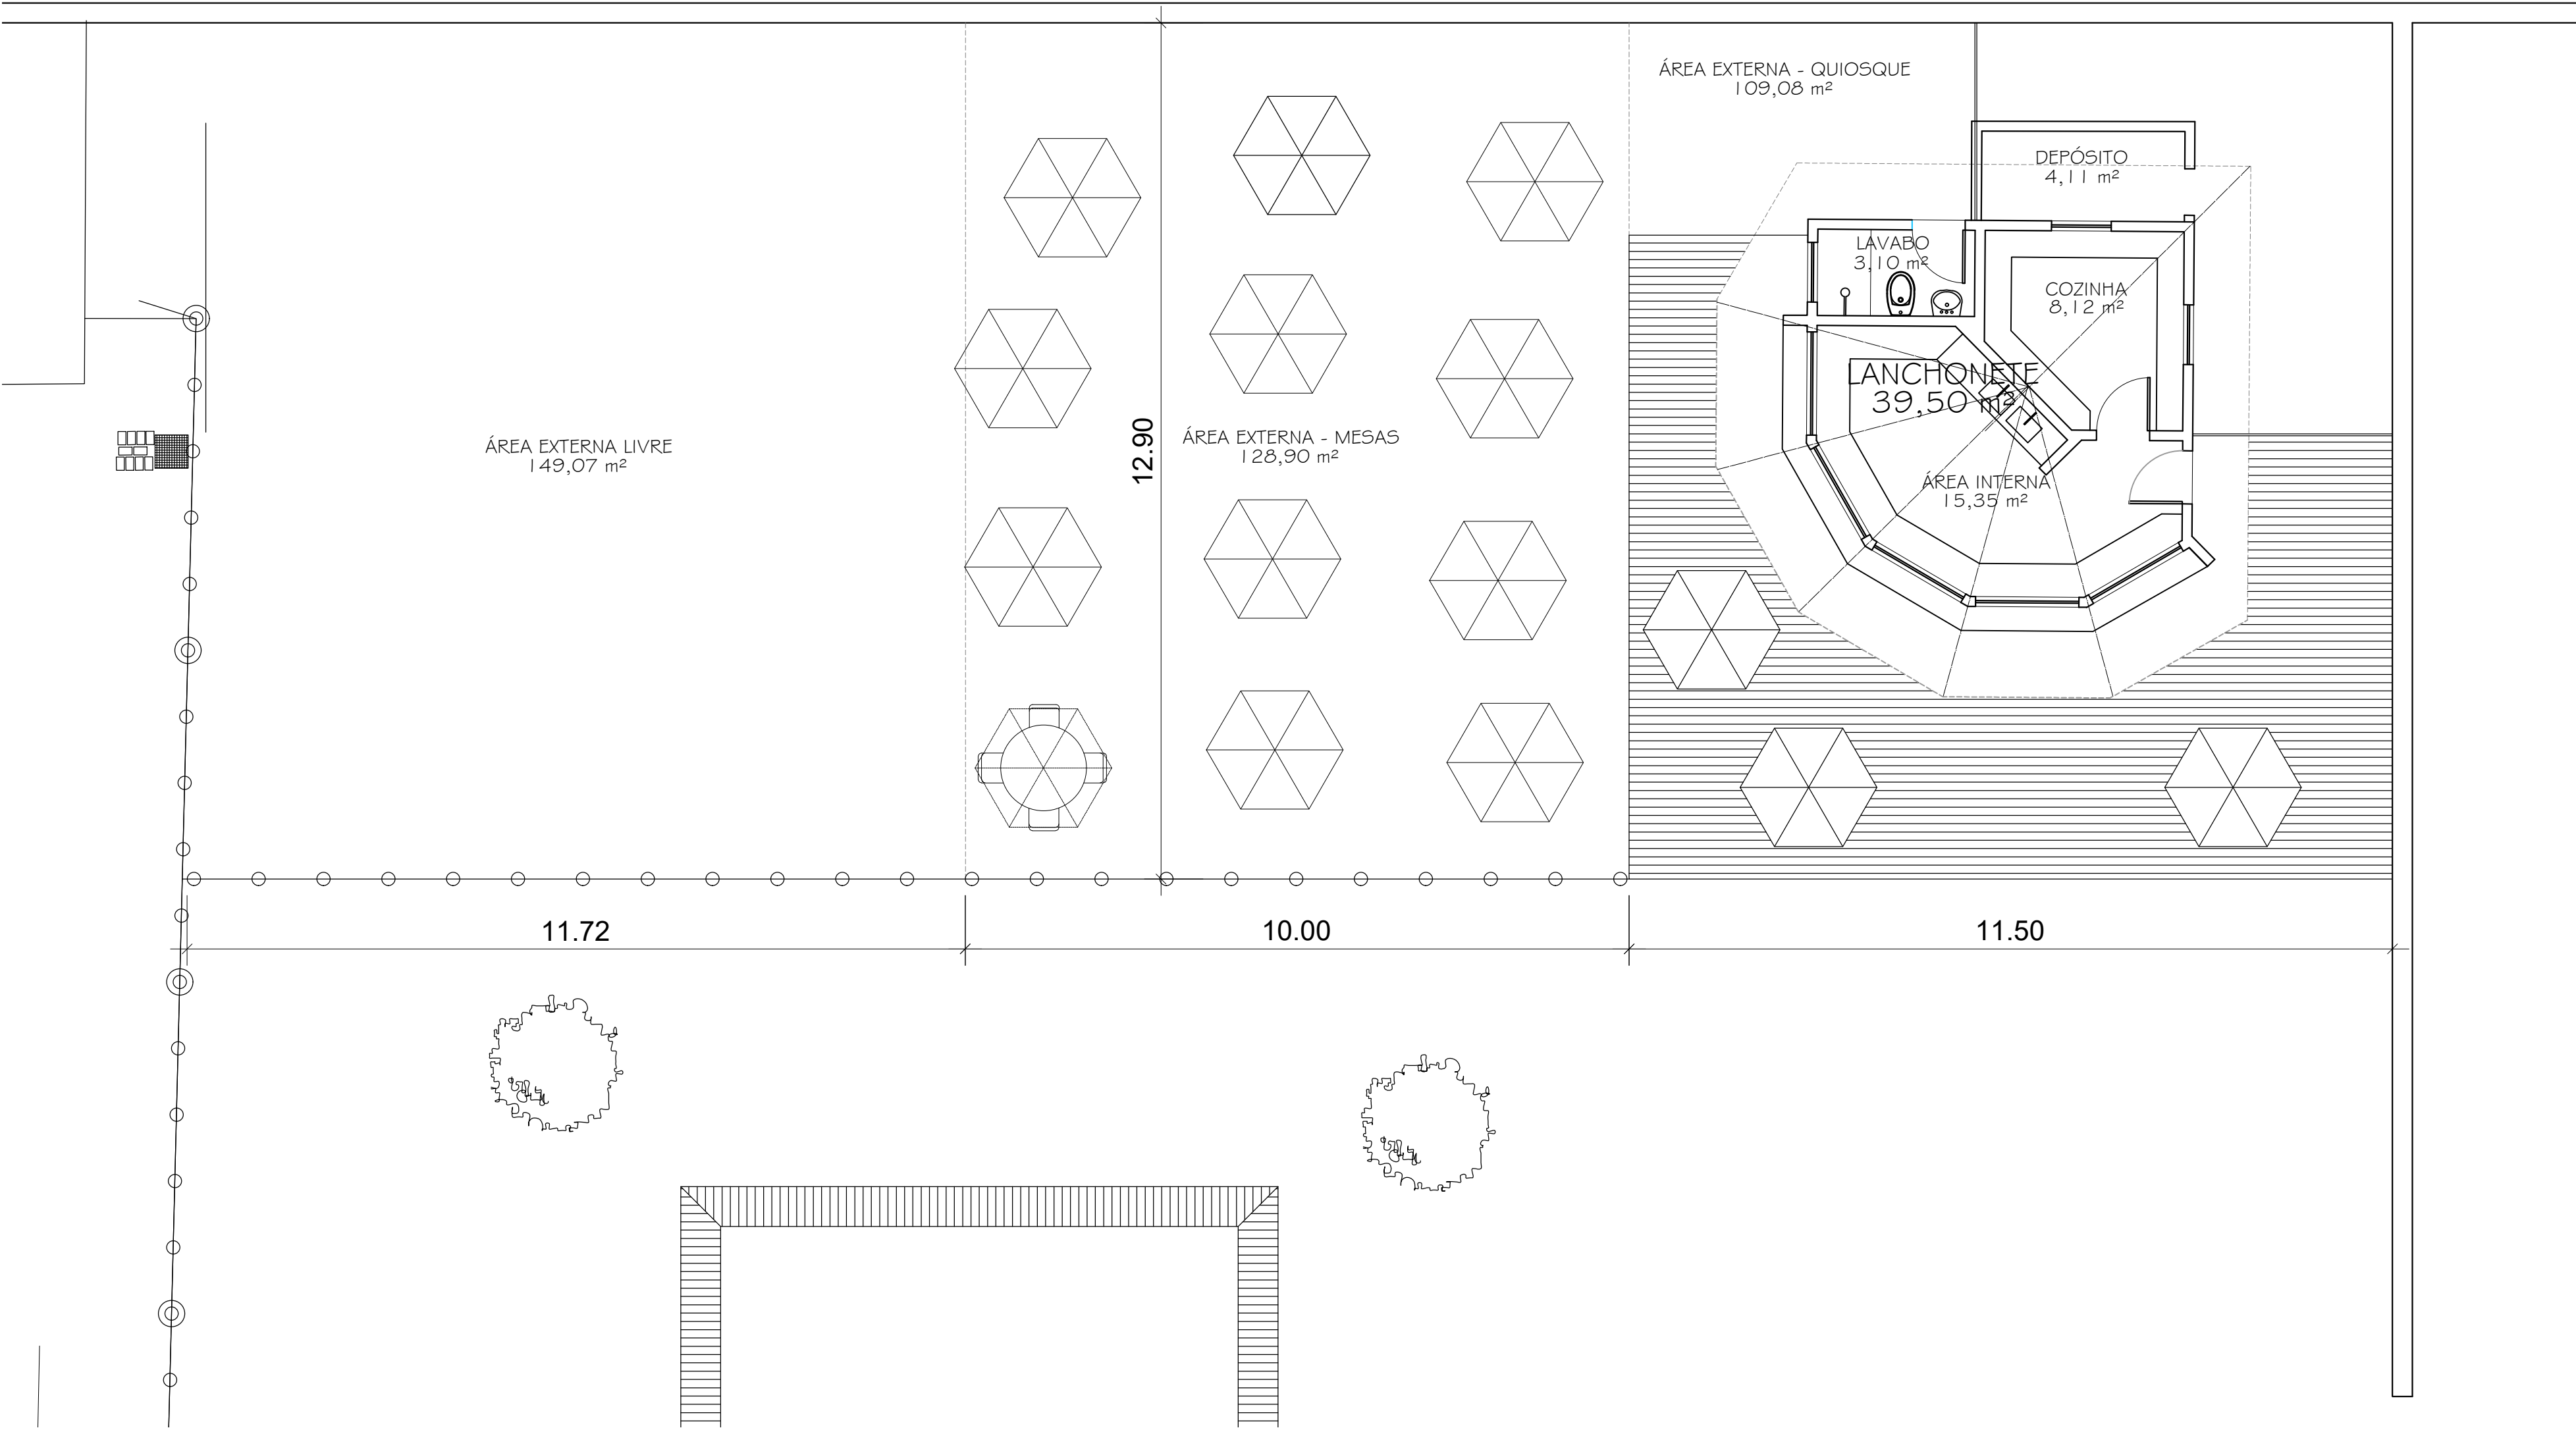 ÁREA EXTERNA - QUIOSQUE
109,08 m²
DEPÓSITO
4,11 m²
LAVABO
3,10 m²
COZINHA
8,12 m²
LANCHONETE
39,50 m²
ÁREA INTERNA
15,35 m²
ÁREA EXTERNA LIVRE
149,07 m²
12.90
ÁREA EXTERNA - MESAS
128,90 m²
11.72
10.00
11.50